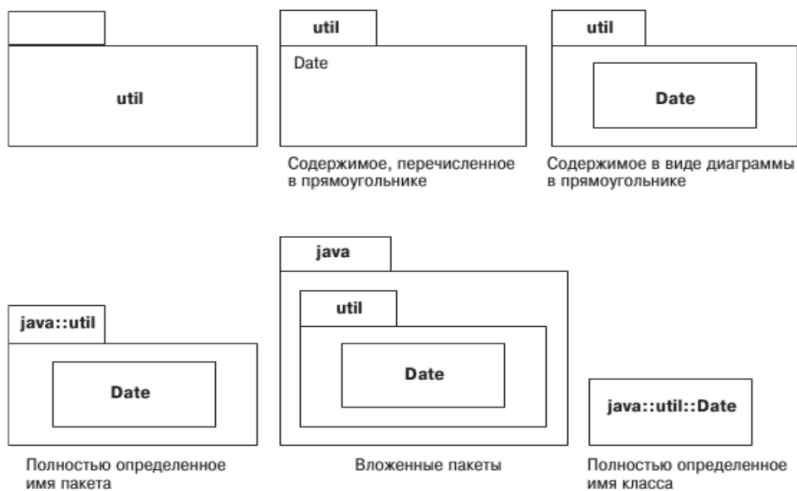 util
util
Date
util
Date
Содержимое, перечисленное
в прямоугольнике
Содержимое в виде диаграммы
в прямоугольнике
java::util
Date
Полностью определенное
имя пакета
java
util
Date
Вложенные пакеты
java::util::Date
Полностью определенное
имя класса